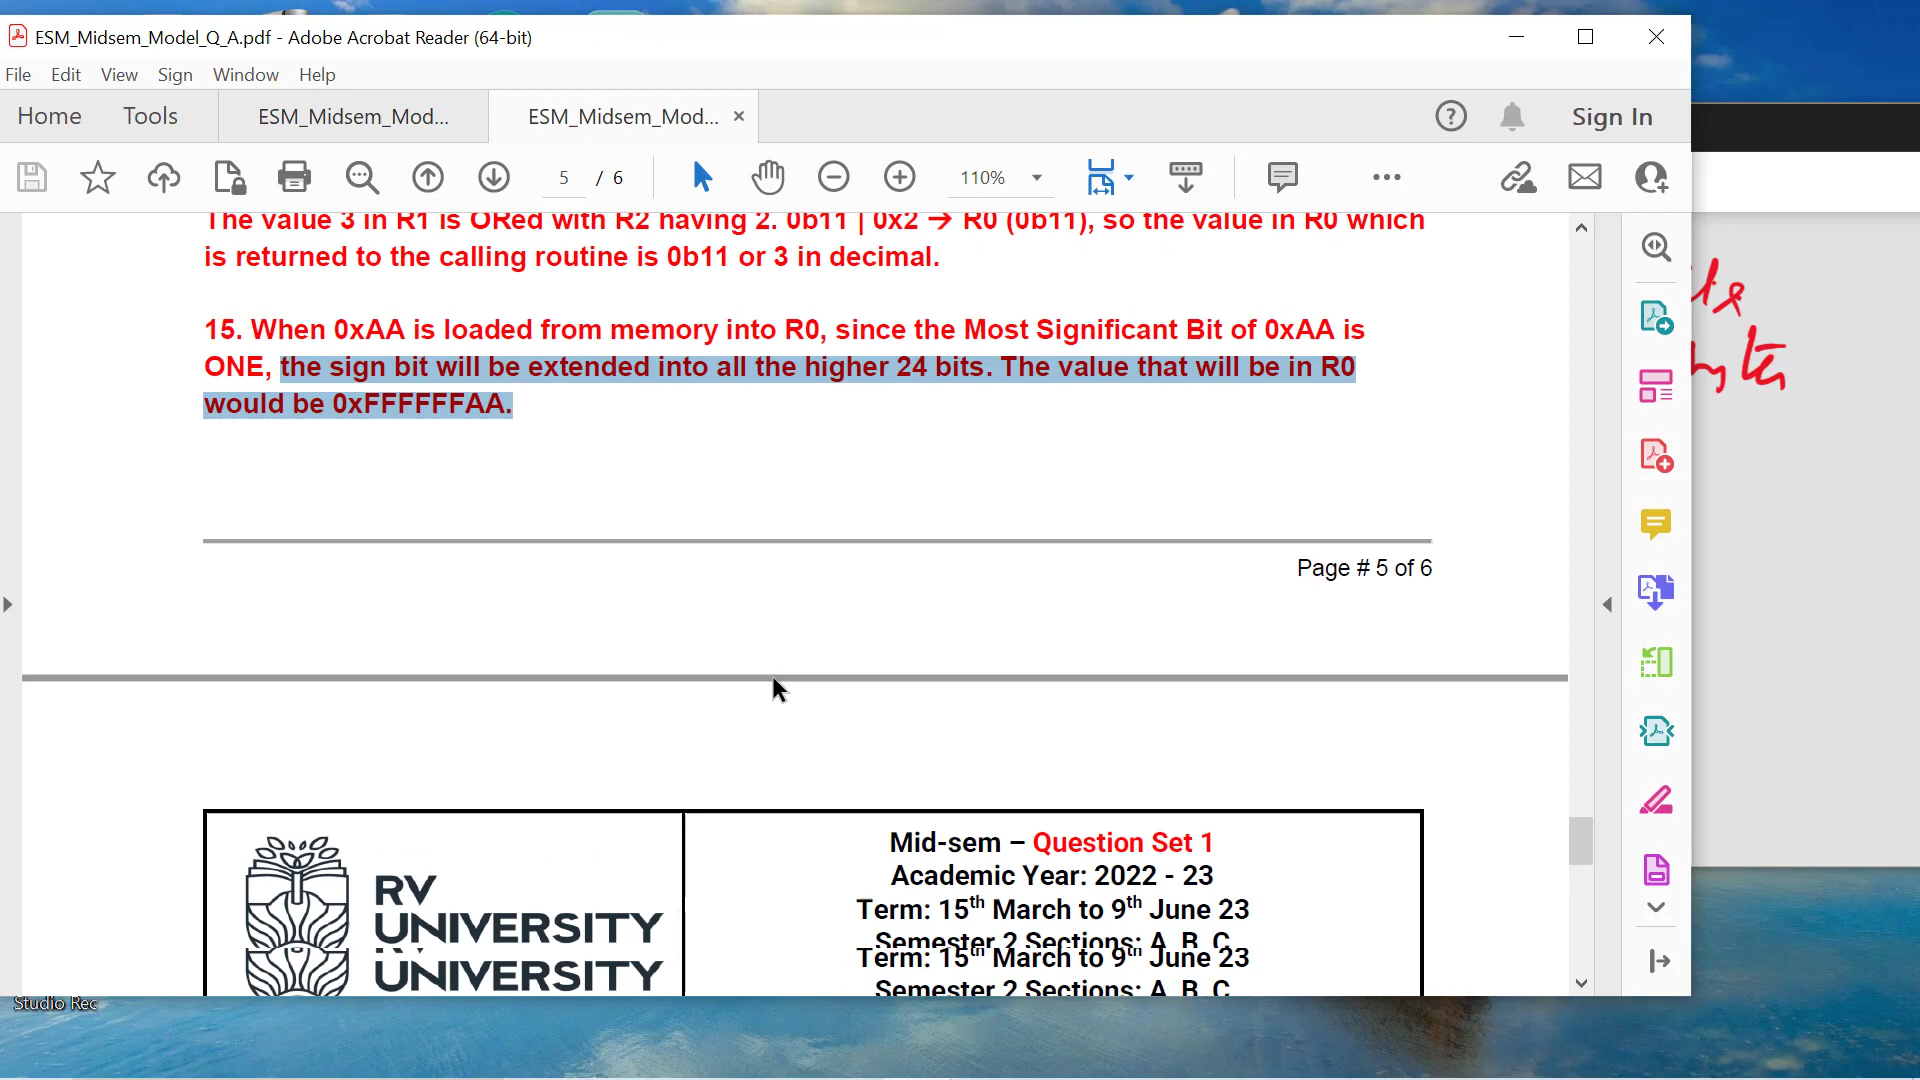 ESM_Midsem_Model_Q_A.pdf - Adobe Acrobat Reader (64-bit)
File Edit View Sign Window Help
Home Tools ESM_Midsem_Mod... ESM_Midsem_Mod... × Sign In
5 / 6 110%
The value 3 in R1 is ORed with R2 having 2. 0b11 | 0x2 → R0 (0b11), so the value in R0 which
is returned to the calling routine is 0b11 or 3 in decimal.
15. When 0xAA is loaded from memory into R0, since the Most Significant Bit of 0xAA is
ONE, the sign bit will be extended into all the higher 24 bits. The value that will be in R0
would be 0xFFFFFFAA.
Page # 5 of 6
RV
UNIVERSITY
UNIVERSITY
Mid-sem – Question Set 1
Academic Year: 2022 - 23
Term: 15th March to 9th June 23
Semester 2 Sections: A, B, C
Term: 15th March to 9th June 23
Semester 2 Sections: A, B, C
Studio Rec